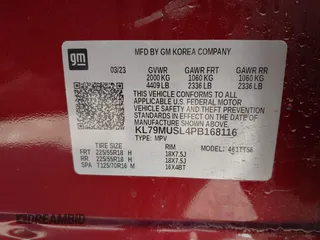 gm
MFD BY GM KOREA COMPANY
03/23 GVWR GAWR FRT GAWR RR
2000 KG 1060 KG 1060 KG
4409 LB 2336 LB 2336 LB
THIS VEHICLE CONFORMS TO ALL APPLICABLE
U.S. FEDERAL MOTOR VEHICLE SAFETY,
BUMPER, AND THEFT PREVENTION STANDARDS
IN EFFECT ON THE DATE OF
MANUFACTURE SHOWN ABOVE.
KL79MUSL4PB168116
TYPE: MPV
TIRE SIZE RIM MODEL:
FRT 225/55R18 H 18X7.5J
RR 225/55R18 H 18X7.5J
SPA T125/70R16 M 16X4BT
DREAMBID